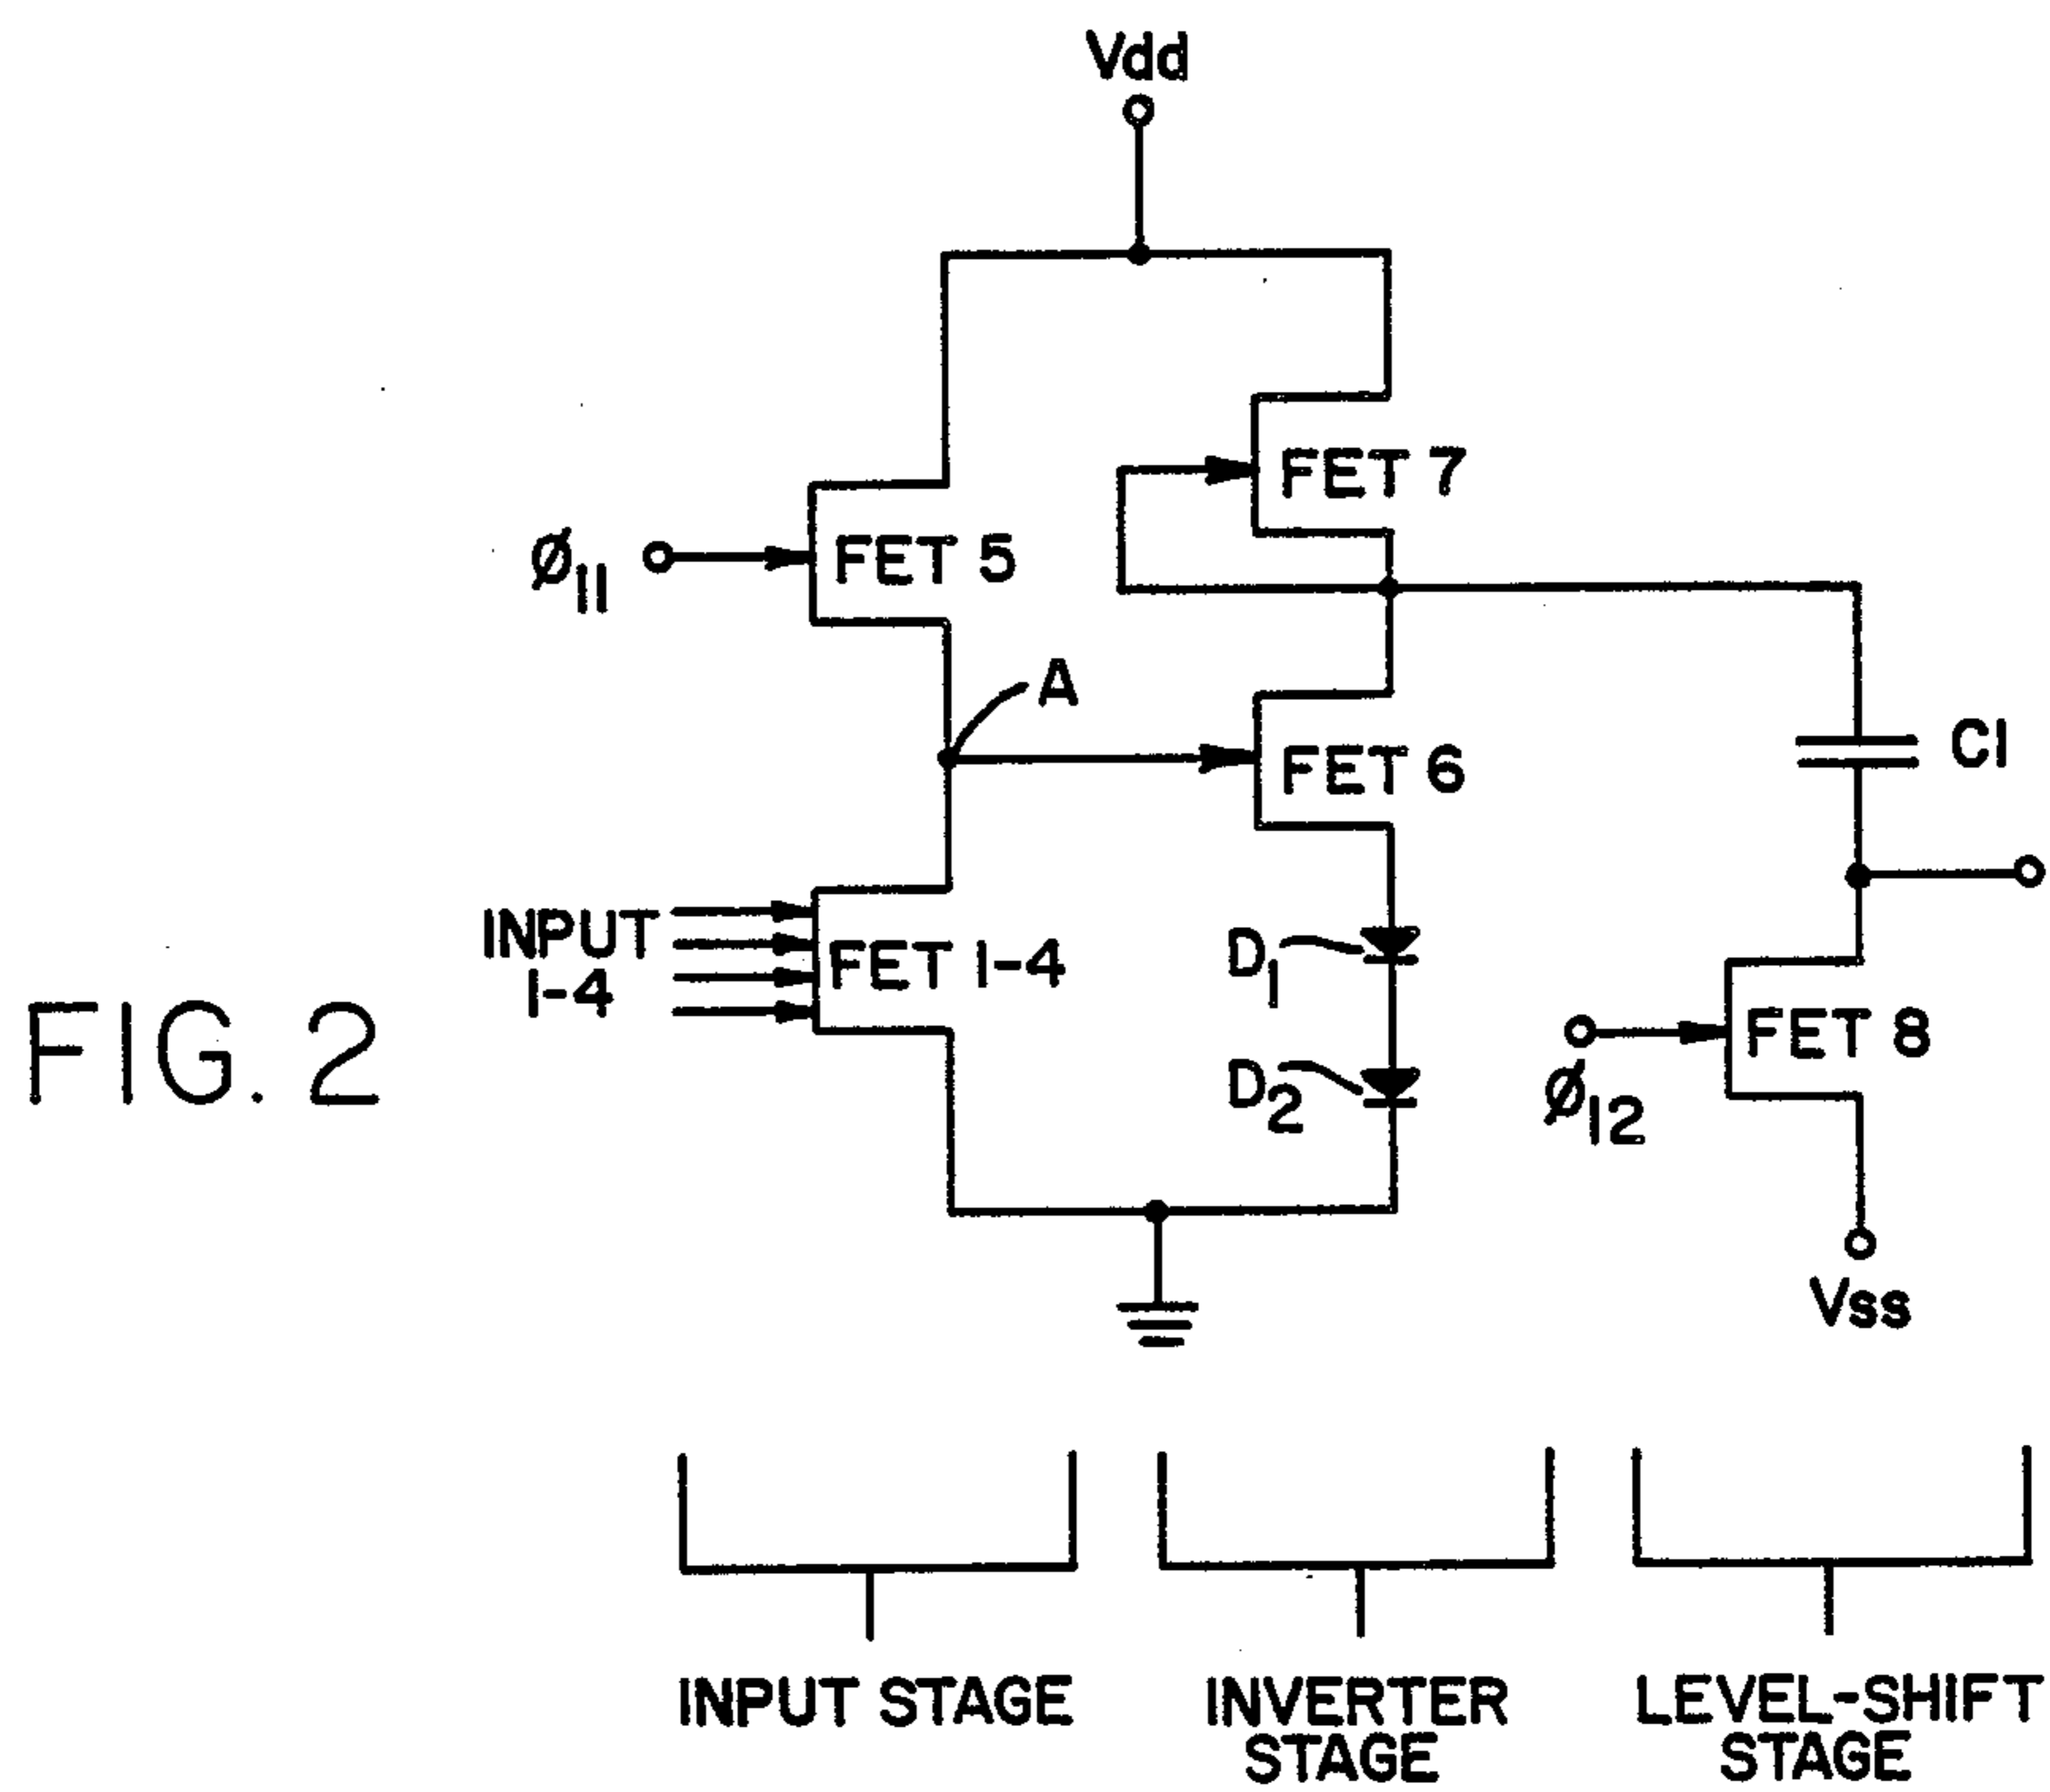 Vdd
FET 7
Ø11
FET 5
A
FET 6
C1
INPUT
1-4
FET 1-4
D1
FIG. 2
FET 8
D2
Ø12
Vss
INPUT STAGE
INVERTER
STAGE
LEVEL-SHIFT
STAGE